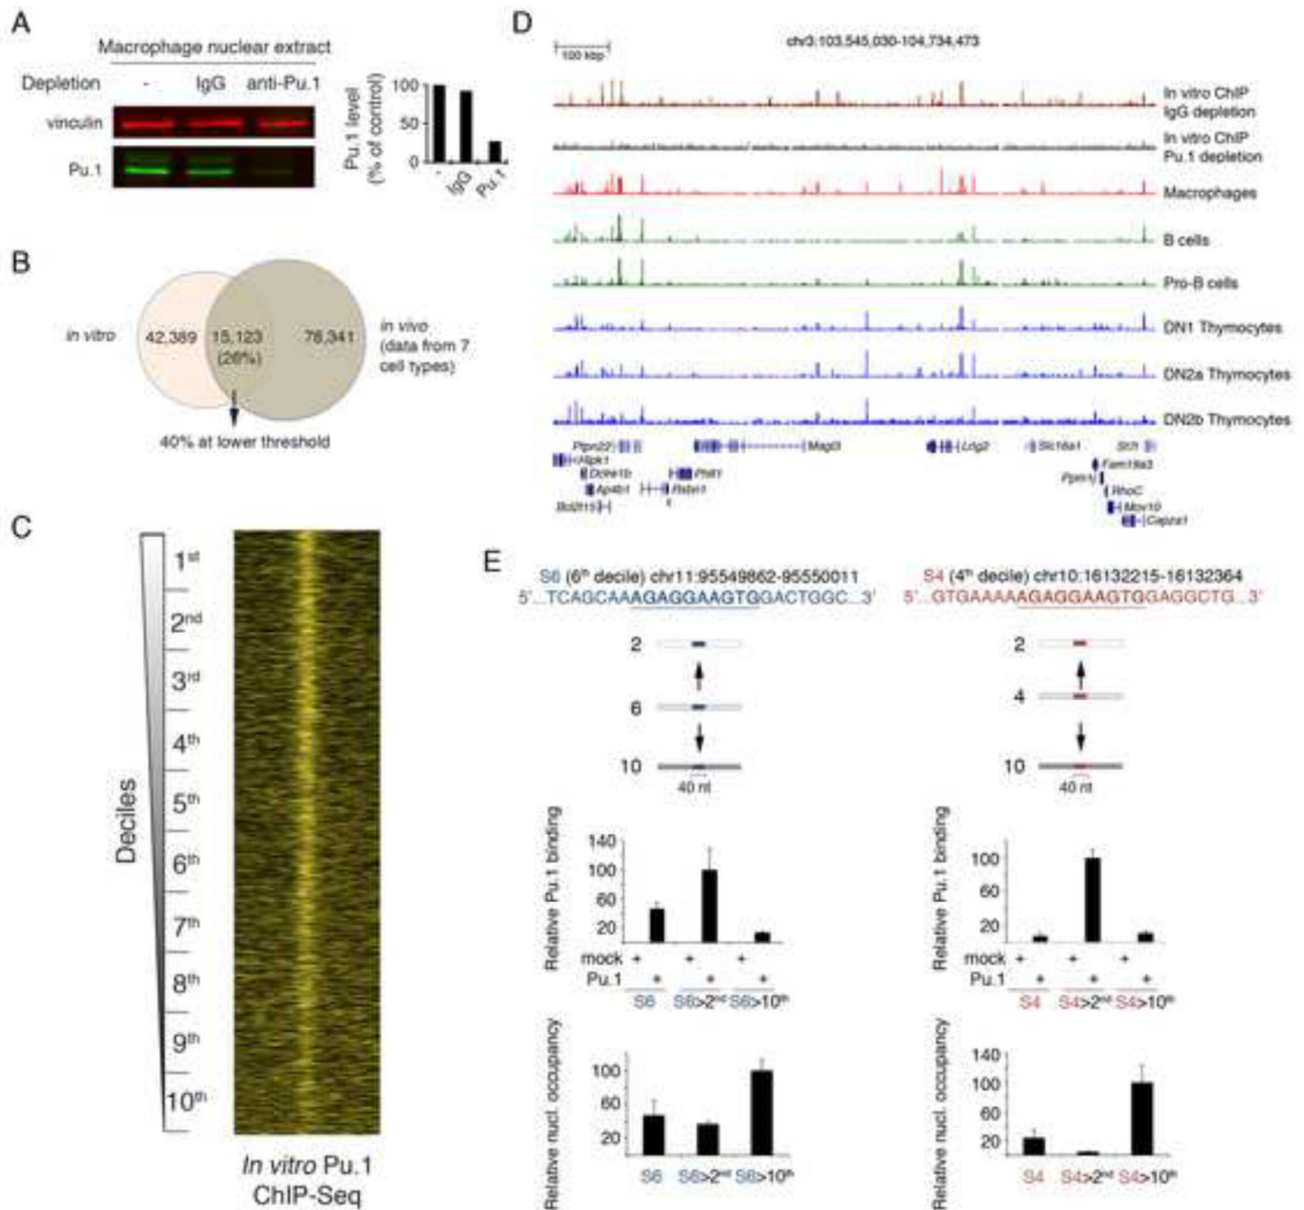 A
Macrophage nuclear extract
Depletion - IgG anti-Pu.1
vinculin
Pu.1
Pu.1 level
(% of control)
100
50
0
- IgG Pu.1
B
in vitro
42,389 15,123 78,341
(26%)
in vivo
(data from 7
cell types)
40% at lower threshold
C
Deciles
1st
2nd
3rd
4th
5th
6th
7th
8th
9th
10th
In vitro Pu.1
ChIP-Seq
D
chr3:103,545,030-104,734,473
100 kbp
In vitro ChIP
IgG depletion
In vitro ChIP
Pu.1 depletion
Macrophages
B cells
Pro-B cells
DN1 Thymocytes
DN2a Thymocytes
DN2b Thymocytes
Ptpn22 Magi3 Lrig2 Slc16a1
Hipk1 Fam19a3
Dclre1b Phtf1 Ppm1j
Ap4b1 Rsbn1 RhoC
Bcl2l15 Mov10
Capza1
E
S6 (6th decile) chr11:95549862-95550011
5'...TCAGCAAAGAGGAAGTGGACTGGC...3'
2
6
10
40 nt
Relative Pu.1 binding
140
100
60
20
mock + + +
Pu.1 + + +
S6 S6>2nd S6>10th
Relative nucl. occupancy
100
60
20
S6 S6>2nd S6>10th
S4 (4th decile) chr10:16132215-16132364
5'...GTGAAAAAGAGGAAGTGGAGGCTG...3'
2
4
10
40 nt
Relative Pu.1 binding
100
60
20
mock + + +
Pu.1 + + +
S4 S4>2nd S4>10th
Relative nucl. occupancy
140
100
60
20
S4 S4>2nd S4>10th